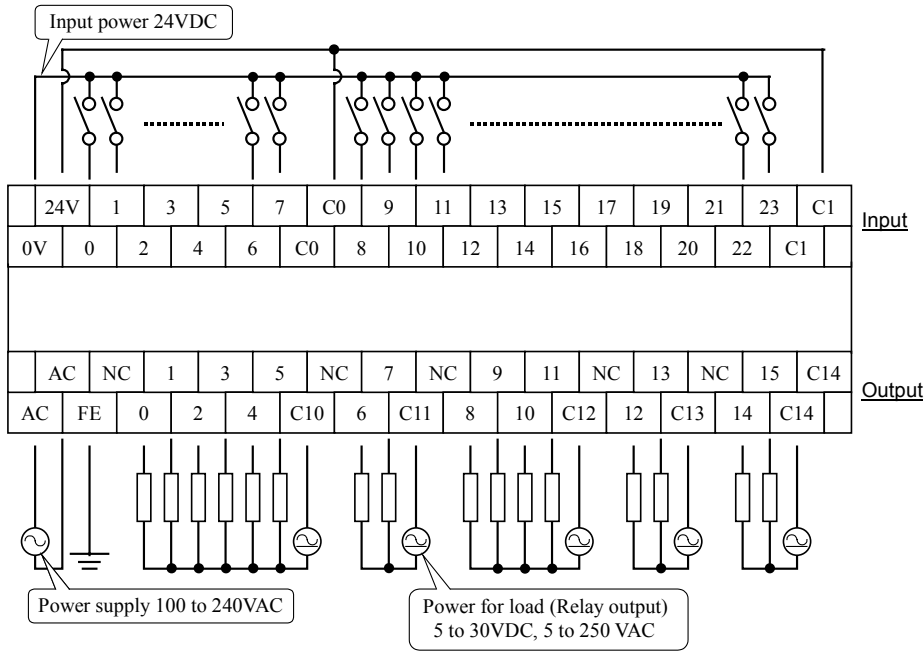 Input power 24VDC
24V 1 3 5 7 C0 9 11 13 15 17 19 21 23 C1
Input
0V 0 2 4 6 C0 8 10 12 14 16 18 20 22 C1
AC NC 1 3 5 NC 7 NC 9 11 NC 13 NC 15 C14
Output
AC FE 0 2 4 C10 6 C11 8 10 C12 12 C13 14 C14
Power supply 100 to 240VAC
Power for load (Relay output)
5 to 30VDC, 5 to 250 VAC